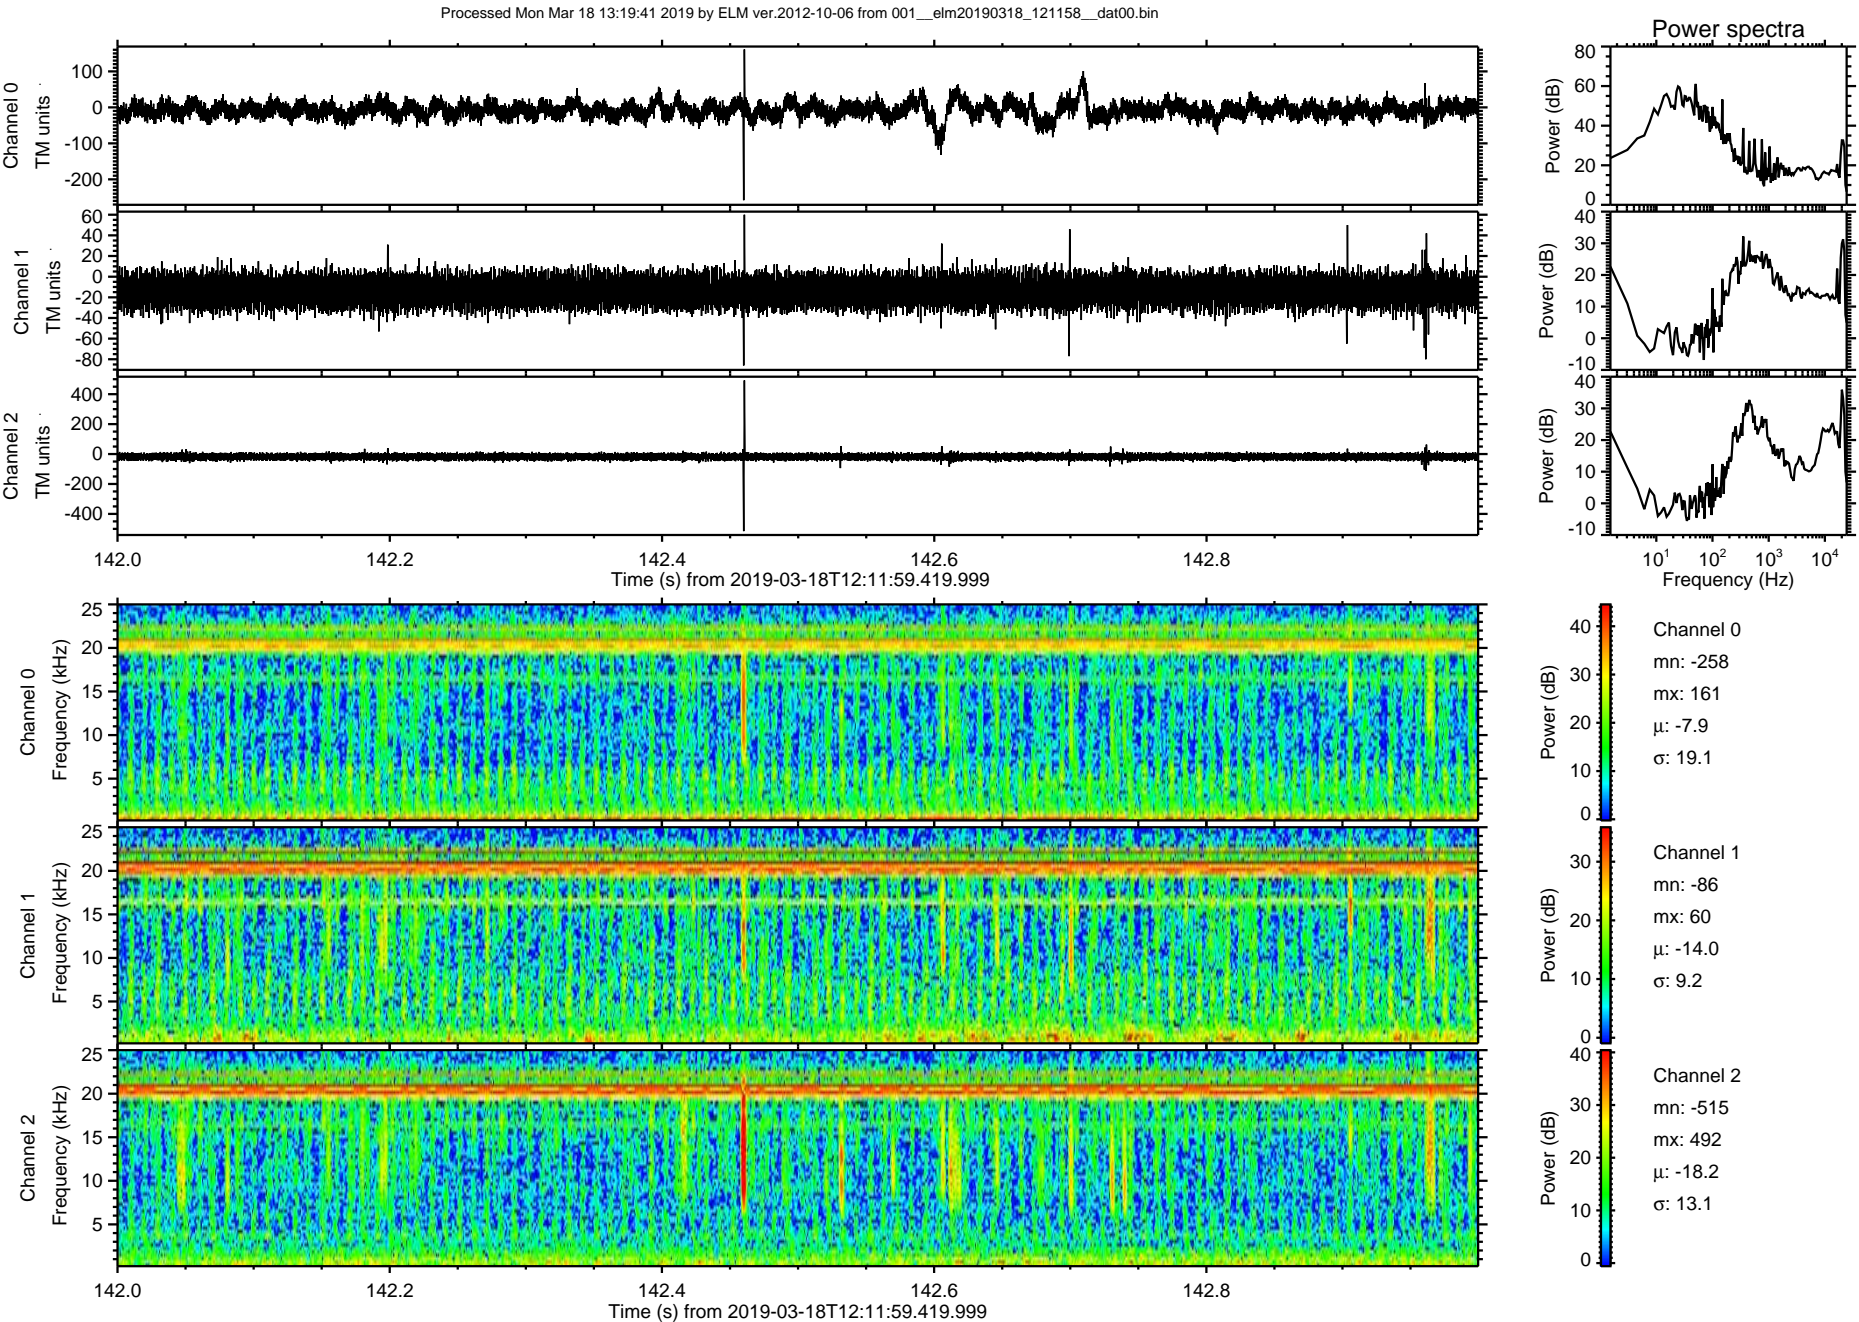 Processed Mon Mar 18 13:19:41 2019 by ELM ver.2012-10-06 from 001__elm20190318_121158__dat00.bin
Power spectra
Channel 0
TM units
100
0
-100
-200
Power (dB)
80
60
40
20
0
Channel 1
TM units
60
40
20
0
-20
-40
-60
-80
Power (dB)
40
30
20
10
0
-10
Channel 2
TM units
400
200
0
-200
-400
Power (dB)
40
30
20
10
0
-10
142.0 142.2 142.4 142.6 142.8
Time (s) from 2019-03-18T12:11:59.419.999
10¹ 10² 10³ 10⁴
Frequency (Hz)
Channel 0
Frequency (kHz)
25
20
15
10
5
Power (dB)
40
30
20
10
0
Channel 0
mn: -258
mx: 161
μ: -7.9
σ: 19.1
Channel 1
Frequency (kHz)
25
20
15
10
5
Power (dB)
30
20
10
0
Channel 1
mn: -86
mx: 60
μ: -14.0
σ: 9.2
Channel 2
Frequency (kHz)
25
20
15
10
5
Power (dB)
40
30
20
10
0
Channel 2
mn: -515
mx: 492
μ: -18.2
σ: 13.1
142.0 142.2 142.4 142.6 142.8
Time (s) from 2019-03-18T12:11:59.419.999